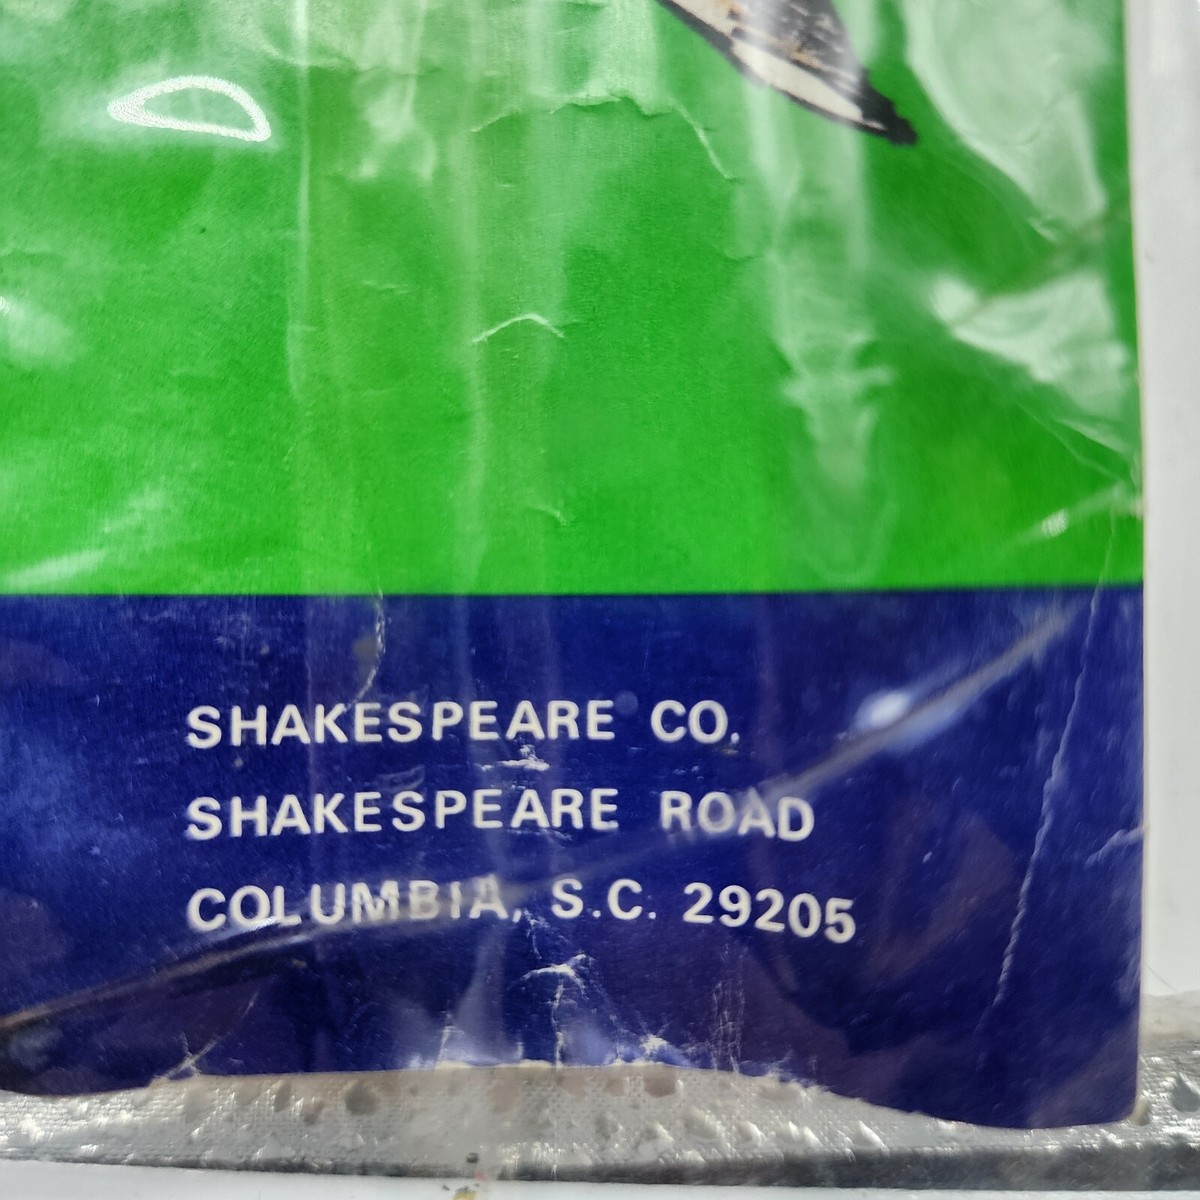 SHAKESPEARE CO.
SHAKESPEARE ROAD
COLUMBIA, S.C. 29205